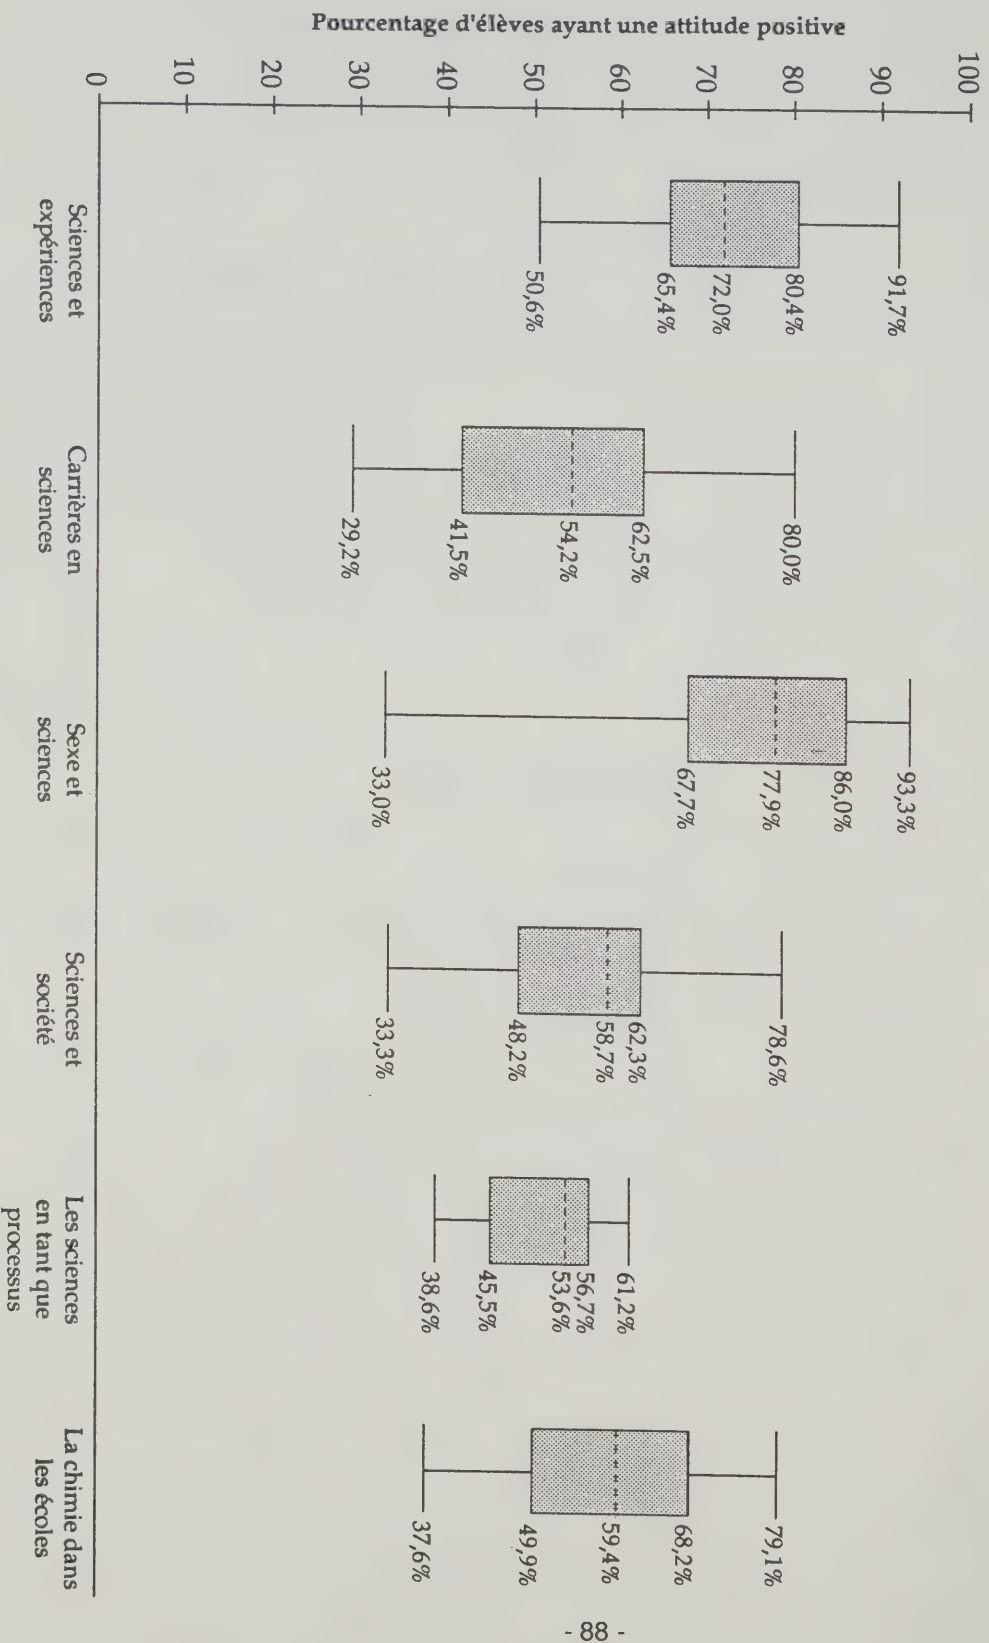 Pourcentage d'élèves ayant une attitude positive
100
90
80
70
60
50
40
30
20
10
0
91,7%
80,4%
72,0%
65,4%
50,6%
Sciences et
expériences
80,0%
62,5%
54,2%
41,5%
29,2%
Carrières en
sciences
93,3%
86,0%
77,9%
67,7%
33,0%
Sexe et
sciences
78,6%
62,3%
58,7%
48,2%
33,3%
Sciences et
société
61,2%
56,7%
53,6%
45,5%
38,6%
Les sciences
en tant que
processus
79,1%
68,2%
59,4%
49,9%
37,6%
La chimie dans
les écoles
- 88 -